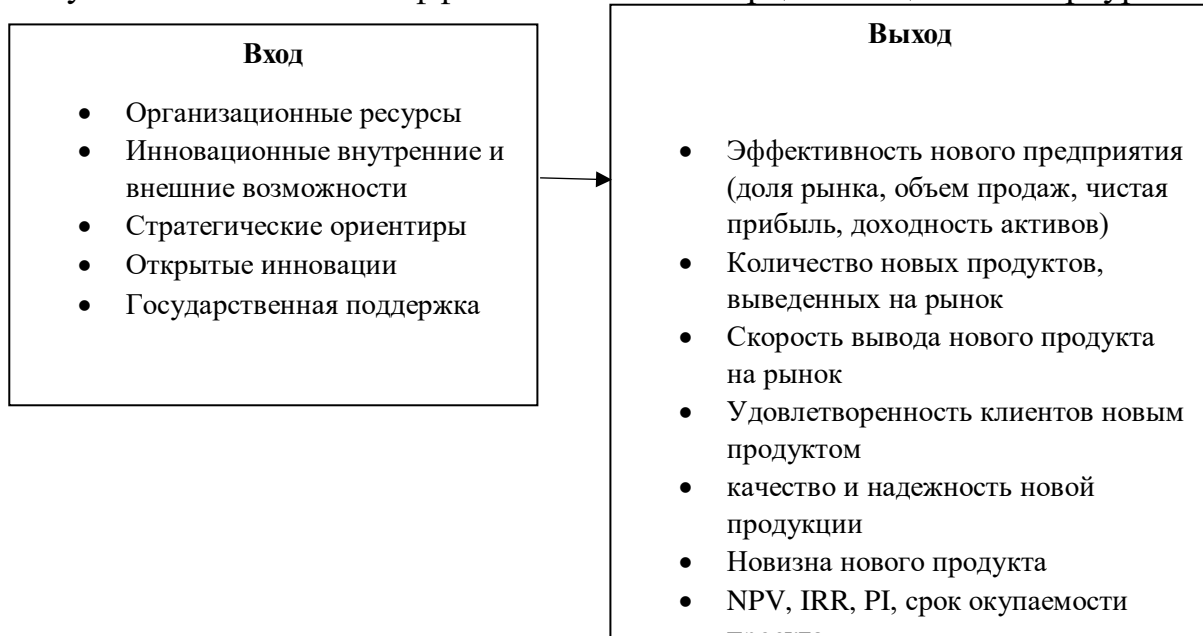 Вход
• Организационные ресурсы
• Инновационные внутренние и
внешние возможности
• Стратегические ориентиры
• Открытые инновации
• Государственная поддержка
Выход
• Эффективность нового предприятия
(доля рынка, объем продаж, чистая
прибыль, доходность активов)
• Количество новых продуктов,
выведенных на рынок
• Скорость вывода нового продукта
на рынок
• Удовлетворенность клиентов новым
продуктом
• качество и надежность новой
продукции
• Новизна нового продукта
• NPV, IRR, PI, срок окупаемости